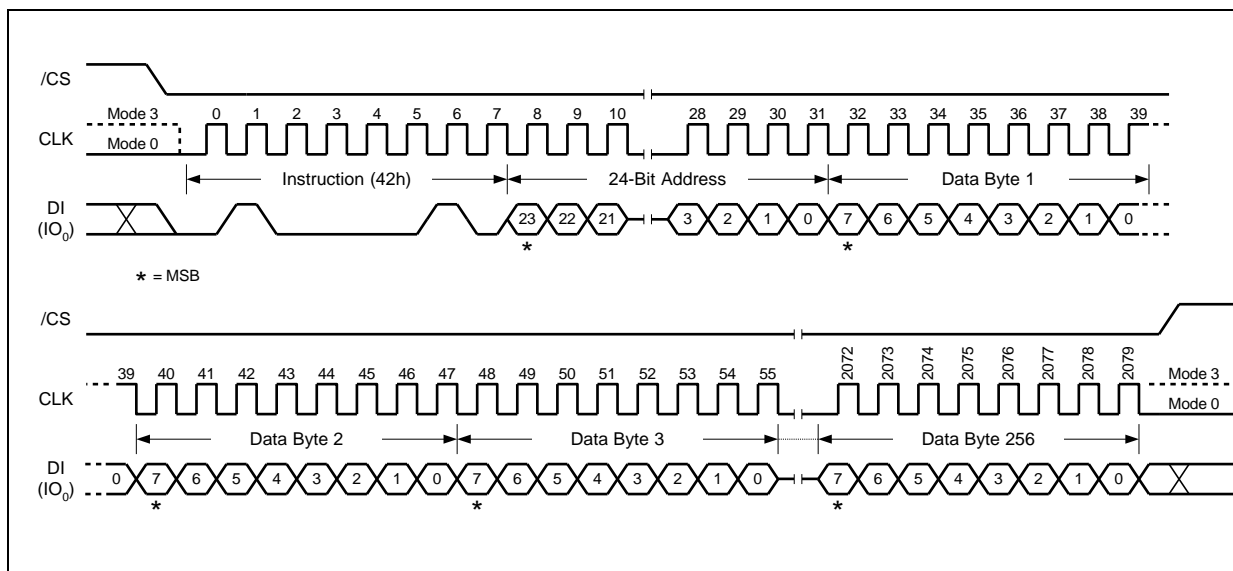 /CS
Mode 3 0 1 2 3 4 5 6 7 8 9 10 28 29 30 31 32 33 34 35 36 37 38 39
CLK
Mode 0
Instruction (42h) 24-Bit Address Data Byte 1
DI
(IO0) 23 22 21 3 2 1 0 7 6 5 4 3 2 1 0
* *
* = MSB
/CS
39 40 41 42 43 44 45 46 47 48 49 50 51 52 53 54 55 2072 2073 2074 2075 2076 2077 2078 2079 Mode 3
CLK
Mode 0
Data Byte 2 Data Byte 3 Data Byte 256
DI
(IO0) 0 7 6 5 4 3 2 1 0 7 6 5 4 3 2 1 0 7 6 5 4 3 2 1 0
* * *